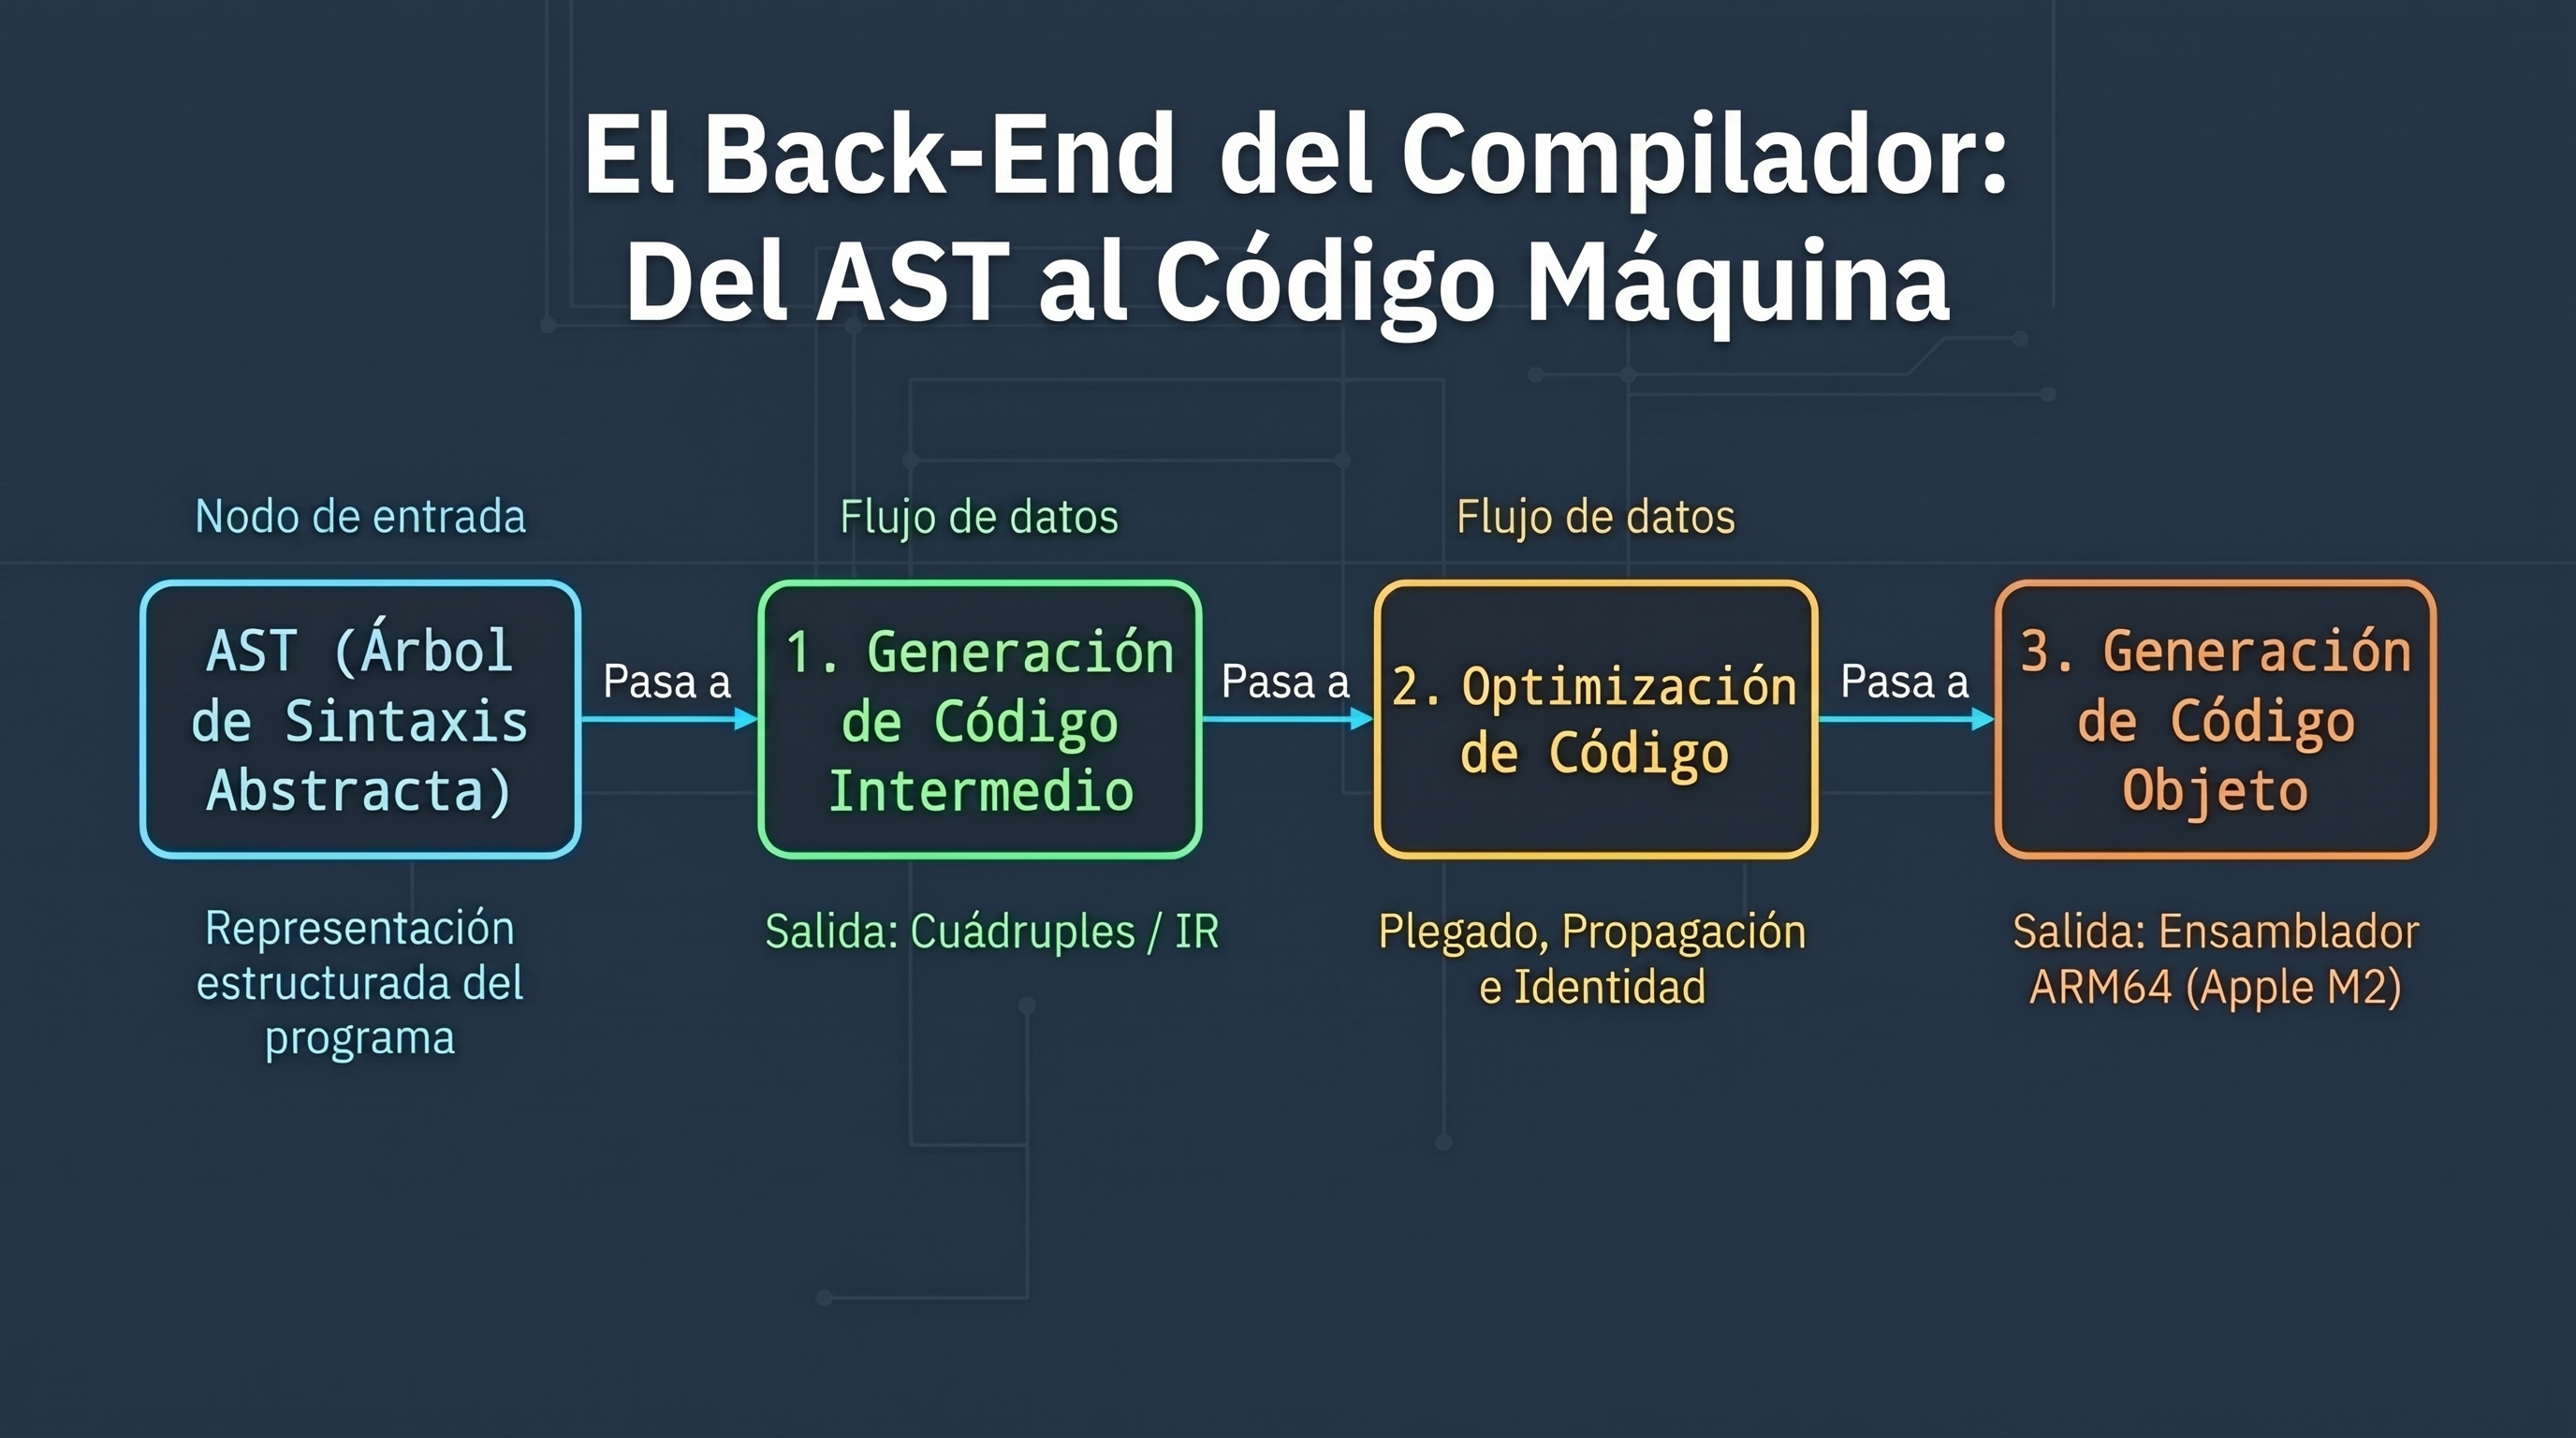 El Back-End del Compilador:
Del AST al Código Máquina
Nodo de entrada
AST (Árbol
de Sintaxis
Abstracta)
Representación
estructurada del
programa
Pasa a
Flujo de datos
1. Generación
de Código
Intermedio
Salida: Cuádruples / IR
Pasa a
Flujo de datos
2. Optimización
de Código
Plegado, Propagación
e Identidad
Pasa a
3. Generación
de Código
Objeto
Salida: Ensamblador
ARM64 (Apple M2)